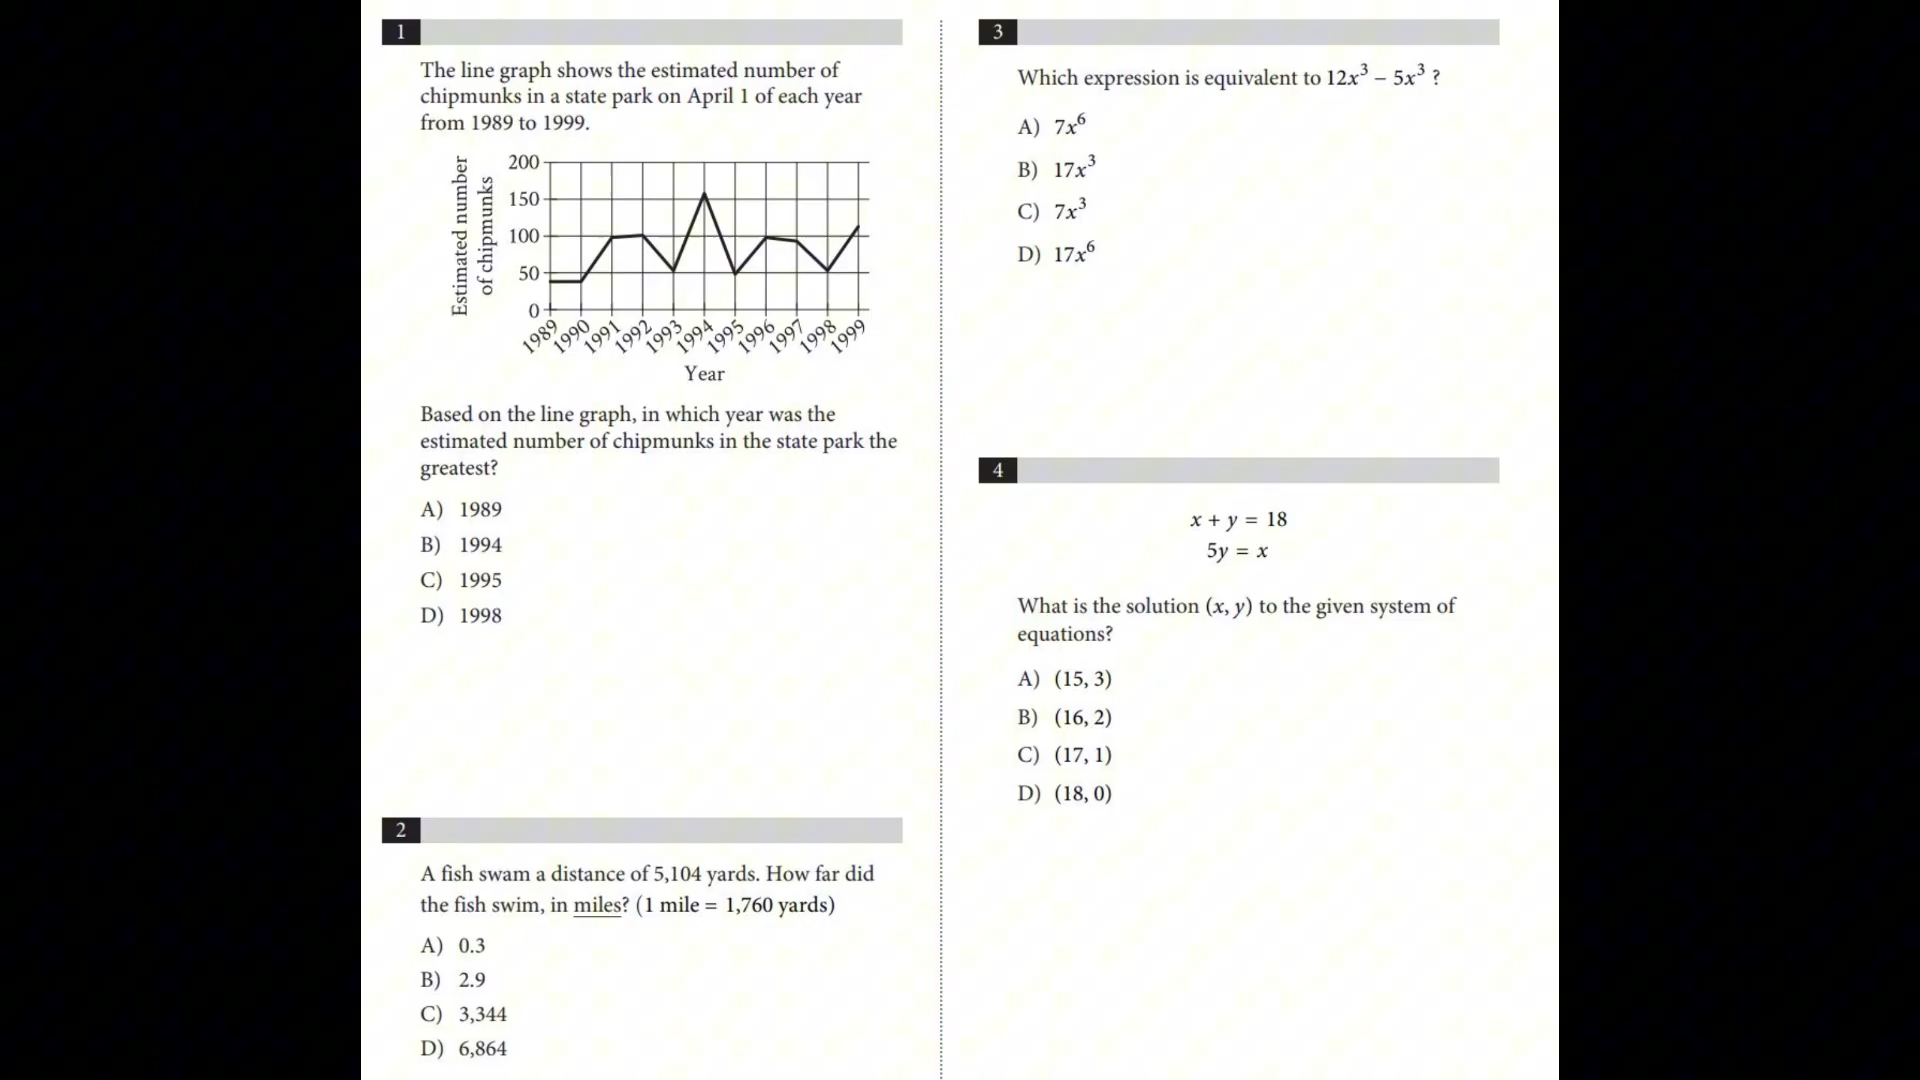 1
The line graph shows the estimated number of
chipmunks in a state park on April 1 of each year
from 1989 to 1999.
Estimated number
of chipmunks
200
150
100
50
0
1989
1990
1991
1992
1993
1994
1995
1996
1997
1998
1999
Year
Based on the line graph, in which year was the
estimated number of chipmunks in the state park the
greatest?
A) 1989
B) 1994
C) 1995
D) 1998
2
A fish swam a distance of 5,104 yards. How far did
the fish swim, in miles? (1 mile = 1,760 yards)
A) 0.3
B) 2.9
C) 3,344
D) 6,864
3
Which expression is equivalent to 12x³ − 5x³ ?
A) 7x⁶
B) 17x³
C) 7x³
D) 17x⁶
4
x + y = 18
5y = x
What is the solution (x, y) to the given system of
equations?
A) (15, 3)
B) (16, 2)
C) (17, 1)
D) (18, 0)